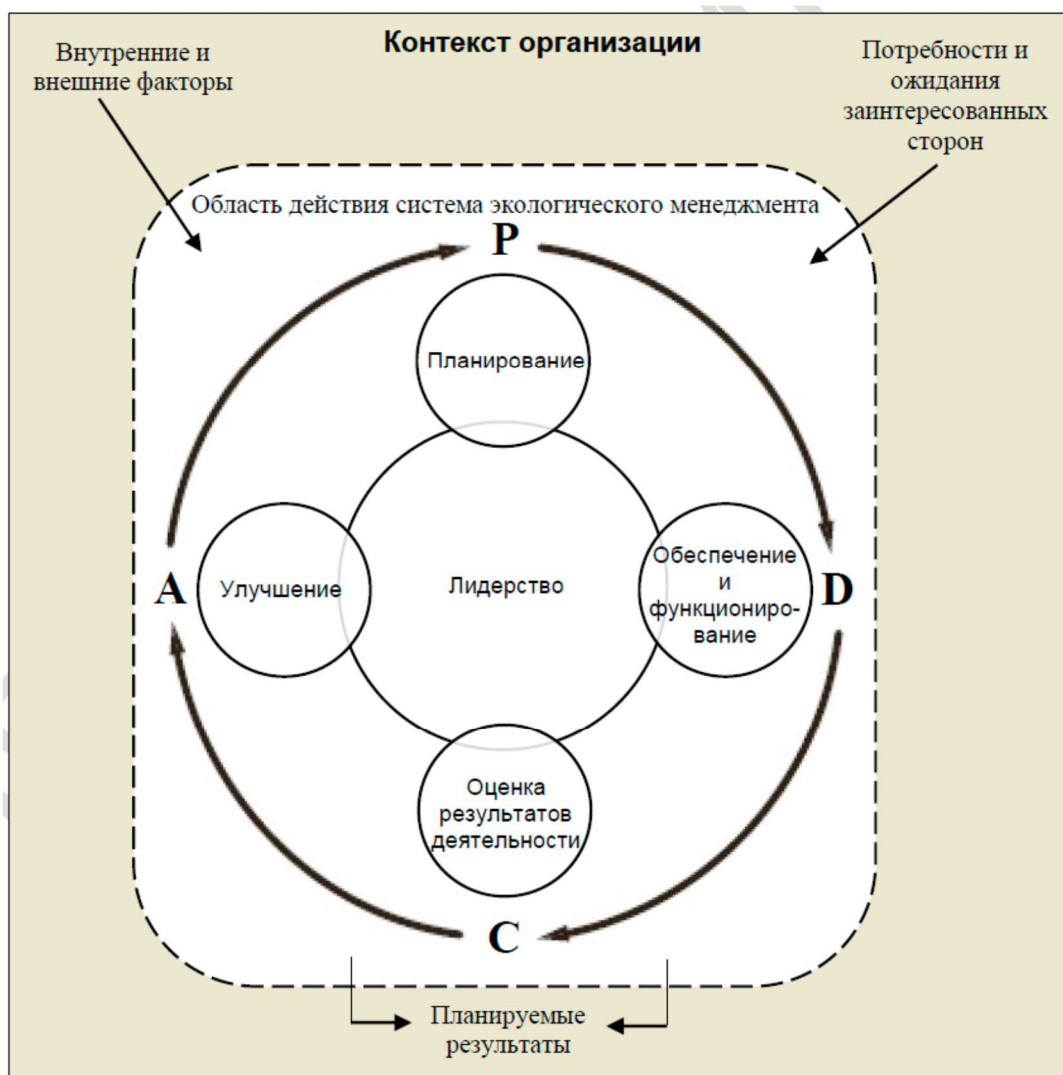 Контекст организации
Внутренние и
внешние факторы
Потребности и
ожидания
заинтересованных
сторон
Область действия система экологического менеджмента
P
Планирование
A
Улучшение
Лидерство
Обеспечение
и
функциониро-
вание
D
Оценка
результатов
деятельности
C
Планируемые
результаты